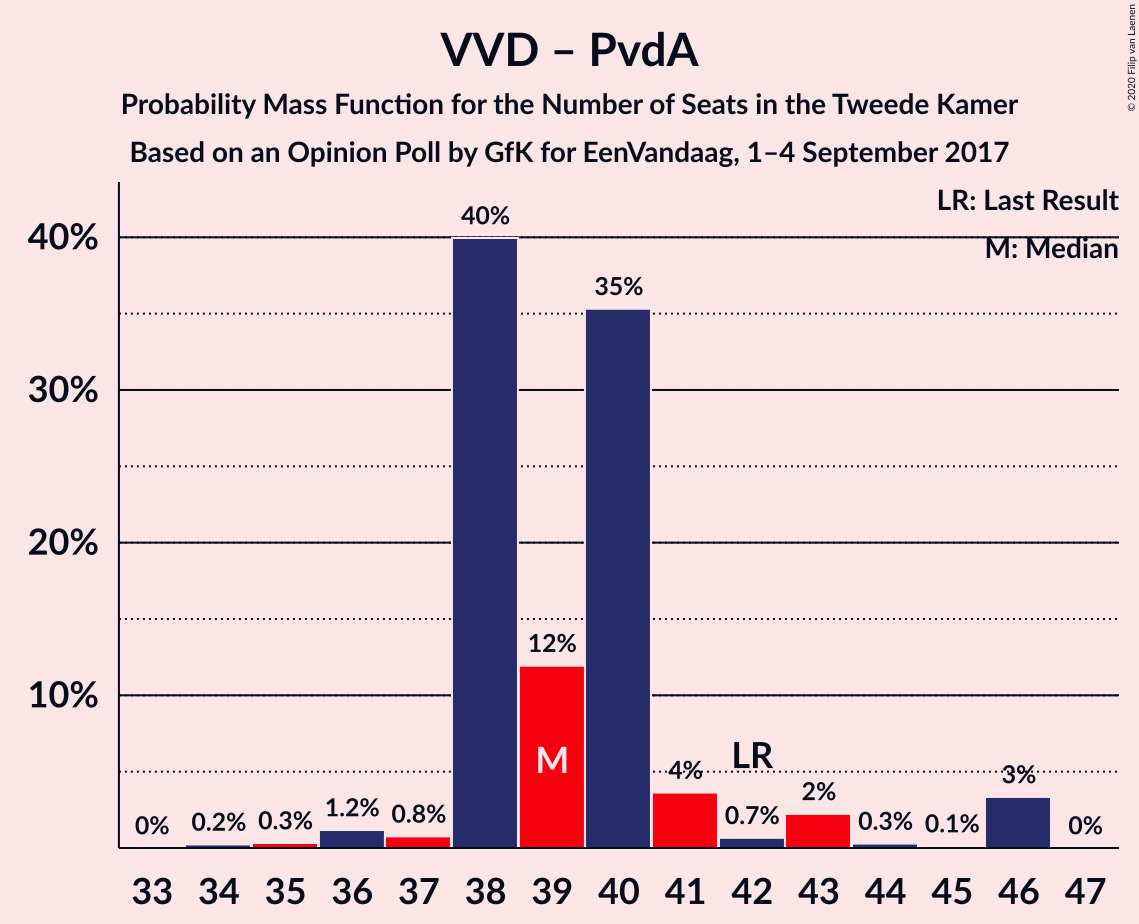 VVD – PvdA
Probability Mass Function for the Number of Seats in the Tweede Kamer
Based on an Opinion Poll by GfK for EenVandaag, 1–4 September 2017
© 2020 Filip van Laenen
LR: Last Result
M: Median
40%
30%
20%
10%
0%
0.2%
0.3%
1.2%
0.8%
40%
12%
35%
4%
0.7%
2%
0.3%
0.1%
3%
0%
M
LR
33 34 35 36 37 38 39 40 41 42 43 44 45 46 47